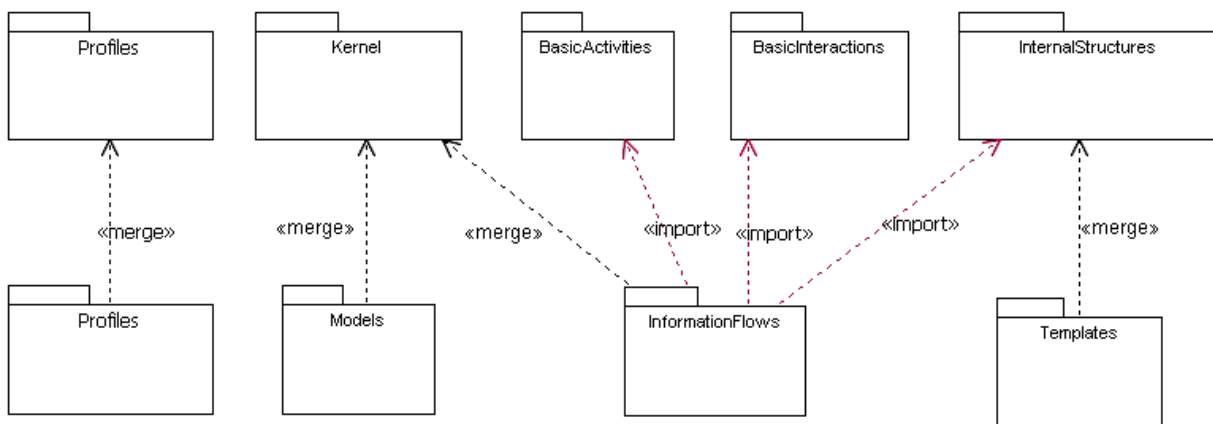 Profiles
Kernel
BasicActivities
BasicInteractions
InternalStructures
«merge»
«merge»
«merge»
«import»
«import»
«import»
«merge»
Profiles
Models
InformationFlows
Templates